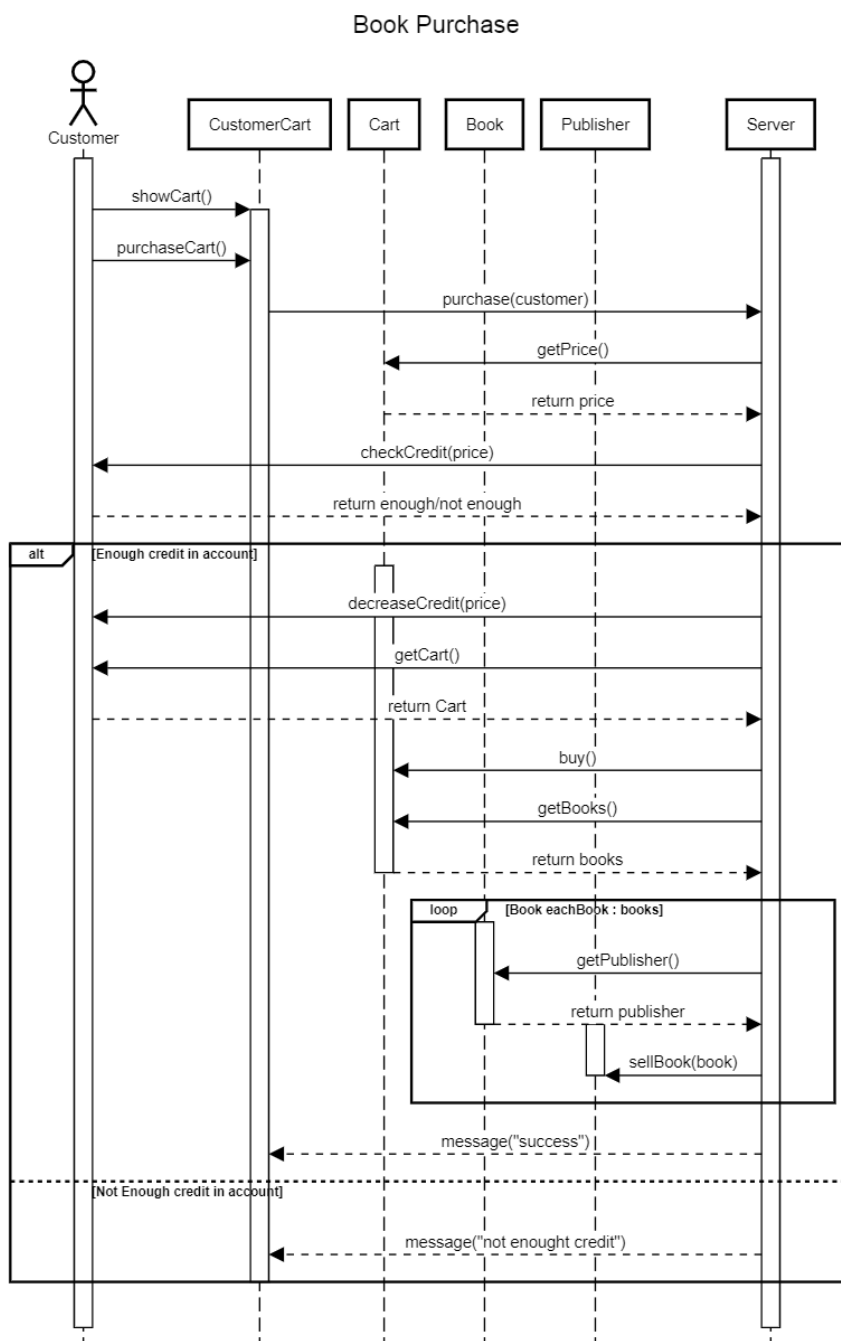 Book Purchase
Customer
CustomerCart
Cart
Book
Publisher
Server
showCart()
purchaseCart()
purchase(customer)
getPrice()
return price
checkCredit(price)
return enough/not enough
alt
[Enough credit in account]
decreaseCredit(price)
getCart()
return Cart
buy()
getBooks()
return books
loop
[Book eachBook : books]
getPublisher()
return publisher
sellBook(book)
message("success")
[Not Enough credit in account]
message("not enought credit")